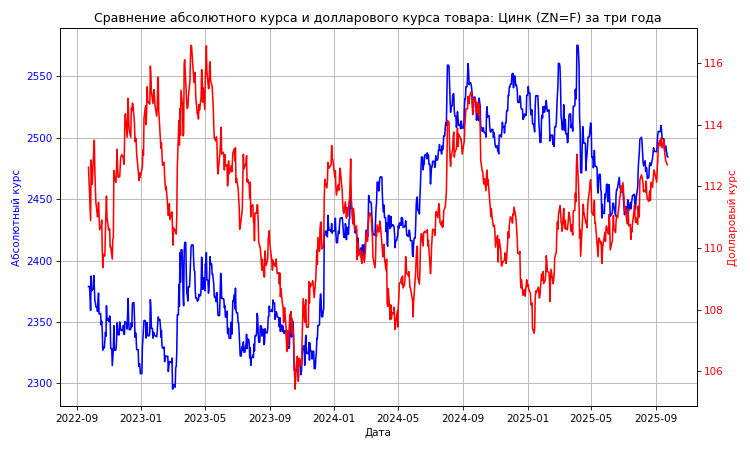 Сравнение абсолютного курса и долларового курса товара: Цинк (ZN=F) за три года
Абсолютный курс
2550
2500
2450
2400
2350
2300
116
114
112
110
108
106
Долларовый курс
2022-09 2023-01 2023-05 2023-09 2024-01 2024-05 2024-09 2025-01 2025-05 2025-09
Дата